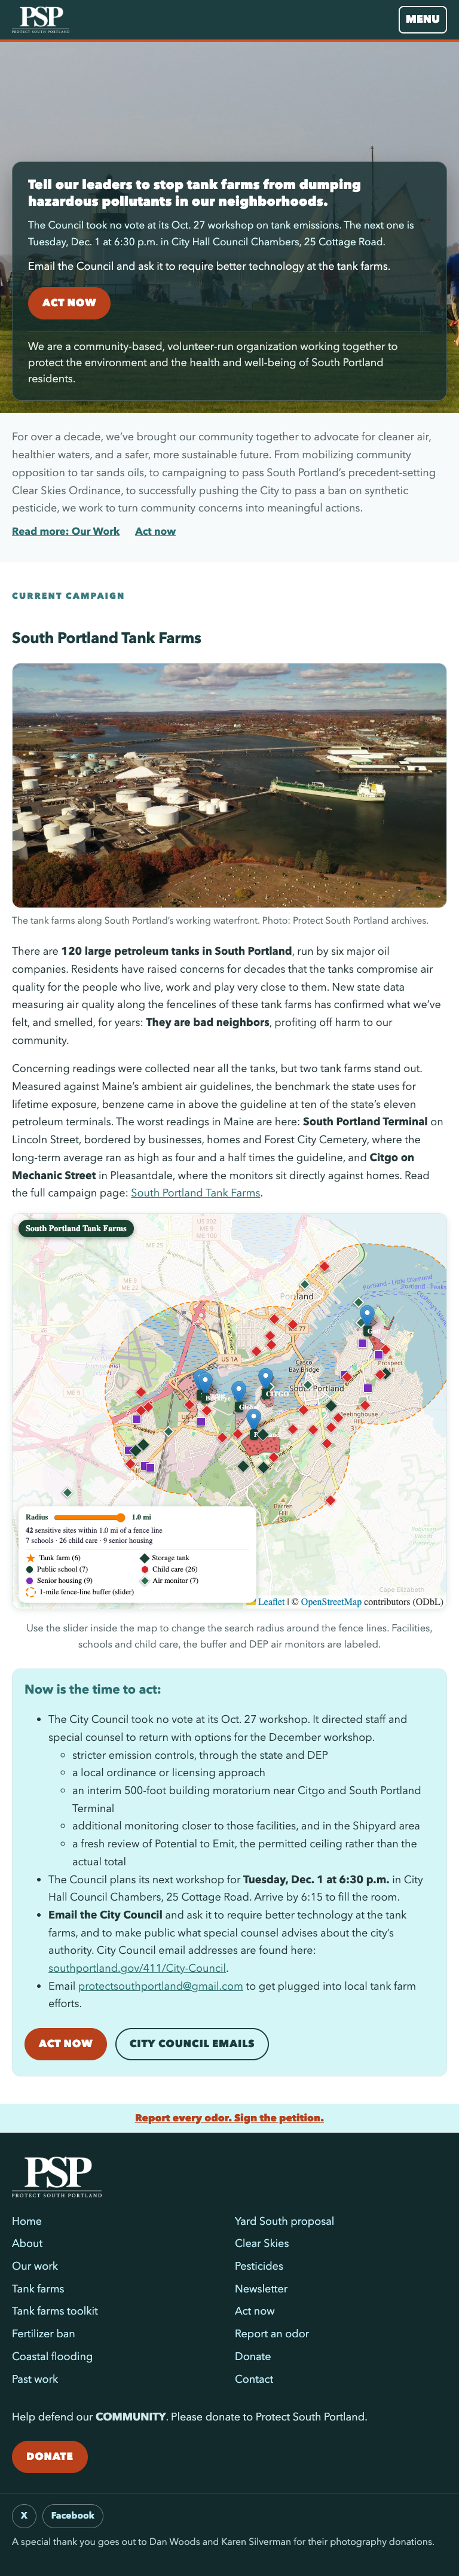 PSP
PROTECT SOUTH PORTLAND
MENU
Tell our leaders to stop tank farms from dumping
hazardous pollutants in our neighborhoods.
The Council took no vote at its Oct. 27 workshop on tank emissions. The next one is
Tuesday, Dec. 1 at 6:30 p.m. in City Hall Council Chambers, 25 Cottage Road.
Email the Council and ask it to require better technology at the tank farms.
ACT NOW
We are a community-based, volunteer-run organization working together to
protect the environment and the health and well-being of South Portland
residents.
For over a decade, we've brought our community together to advocate for cleaner air,
healthier waters, and a safer, more sustainable future. From mobilizing community
opposition to tar sands oils, to campaigning to pass South Portland's precedent-setting
Clear Skies Ordinance, to successfully pushing the City to pass a ban on synthetic
pesticide, we work to turn community concerns into meaningful actions.
Read more: Our Work Act now
CURRENT CAMPAIGN
South Portland Tank Farms
The tank farms along South Portland's working waterfront. Photo: Protect South Portland archives.
There are 120 large petroleum tanks in South Portland, run by six major oil
companies. Residents have raised concerns for decades that the tanks compromise air
quality for the people who live, work and play very close to them. New state data
measuring air quality along the fencelines of these tank farms has confirmed what we've
felt, and smelled, for years: They are bad neighbors, profiting off harm to our
community.
Concerning readings were collected near all the tanks, but two tank farms stand out.
Measured against Maine's ambient air guidelines, the benchmark the state uses for
lifetime exposure, benzene came in above the guideline at ten of the state's eleven
petroleum terminals. The worst readings in Maine are here: South Portland Terminal on
Lincoln Street, bordered by businesses, homes and Forest City Cemetery, where the
long-term average ran as high as four and a half times the guideline, and Citgo on
Mechanic Street in Pleasantdale, where the monitors sit directly against homes. Read
the full campaign page: South Portland Tank Farms.
South Portland Tank Farms
US 302
ME 9
ME 25
Portland
ME 77
US 1A
Casco
Bay Bridge
South Portland
CITGO
Meetinghouse
Hill
Prospect
Hill
Barren
Hill
ME 9
Cape Elizabeth
Radius 1.0 mi
42 sensitive sites within 1.0 mi of a fence line
7 schools · 26 child care · 9 senior housing
Tank farm (6) Storage tank
Public school (7) Child care (26)
Senior housing (9) Air monitor (7)
1-mile fence-line buffer (slider)
Leaflet | © OpenStreetMap contributors (ODbL)
Use the slider inside the map to change the search radius around the fence lines. Facilities,
schools and child care, the buffer and DEP air monitors are labeled.
Now is the time to act:
• The City Council took no vote at its Oct. 27 workshop. It directed staff and
special counsel to return with options for the December workshop.
◦ stricter emission controls, through the state and DEP
◦ a local ordinance or licensing approach
◦ an interim 500-foot building moratorium near Citgo and South Portland
Terminal
◦ additional monitoring closer to those facilities, and in the Shipyard area
◦ a fresh review of Potential to Emit, the permitted ceiling rather than the
actual total
• The Council plans its next workshop for Tuesday, Dec. 1 at 6:30 p.m. in City
Hall Council Chambers, 25 Cottage Road. Arrive by 6:15 to fill the room.
• Email the City Council and ask it to require better technology at the tank
farms, and to make public what special counsel advises about the city's
authority. City Council email addresses are found here:
southportland.gov/411/City-Council.
• Email protectsouthportland@gmail.com to get plugged into local tank farm
efforts.
ACT NOW CITY COUNCIL EMAILS
Report every odor. Sign the petition.
PSP
PROTECT SOUTH PORTLAND
Home Yard South proposal
About Clear Skies
Our work Pesticides
Tank farms Newsletter
Tank farms toolkit Act now
Fertilizer ban Report an odor
Coastal flooding Donate
Past work Contact
Help defend our COMMUNITY. Please donate to Protect South Portland.
DONATE
X Facebook
A special thank you goes out to Dan Woods and Karen Silverman for their photography donations.